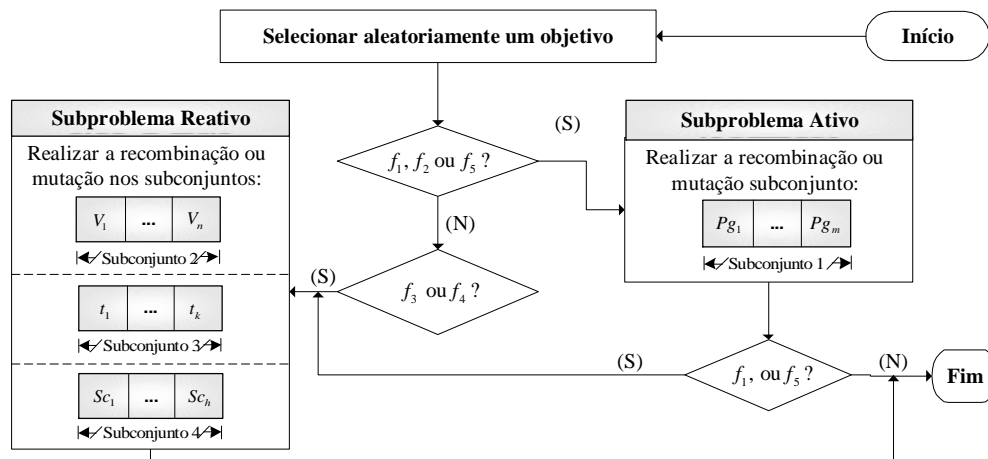 Selecionar aleatoriamente um objetivo
Início
Subproblema Reativo
Realizar a recombinação ou
mutação nos subconjuntos:
V1 ... Vn
Subconjunto 2
t1 ... tk
Subconjunto 3
Sc1 ... Sch
Subconjunto 4
f1, f2 ou f5 ?
(S)
(N)
f3 ou f4 ?
(S)
Subproblema Ativo
Realizar a recombinação ou
mutação subconjunto:
Pg1 ... Pgm
Subconjunto 1
f1, ou f5 ?
(S)
(N)
Fim